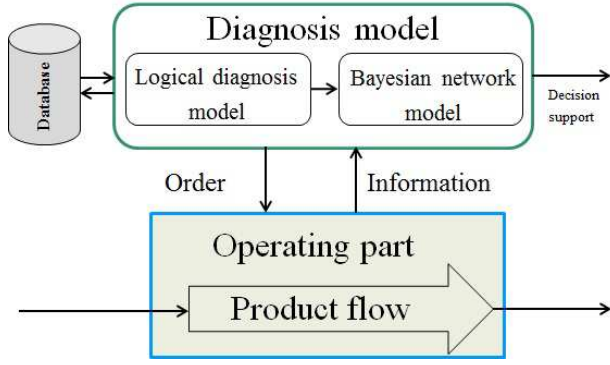 Diagnosis model
Database
Logical diagnosis
model
Bayesian network
model
Decision
support
Order
Information
Operating part
Product flow